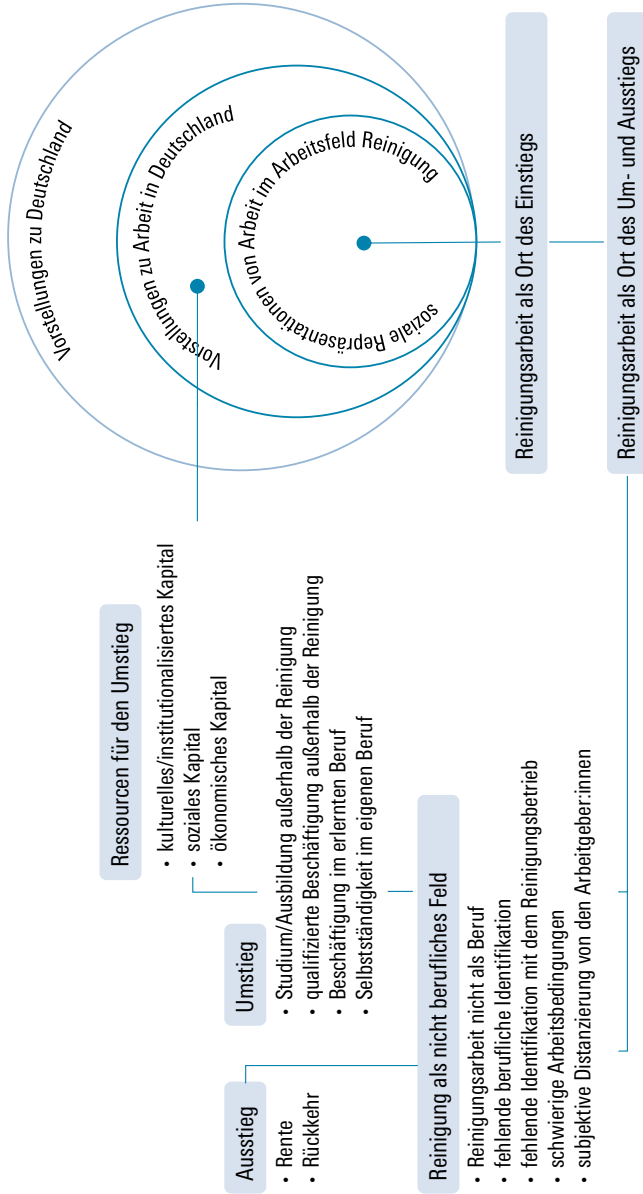 Vorstellungen zu Deutschland
Vorstellungen zu Arbeit in Deutschland
soziale Repräsentationen von Arbeit im Arbeitsfeld Reinigung
Reinigungsarbeit als Ort des Einstiegs
Reinigungsarbeit als Ort des Um- und Ausstiegs
Ressourcen für den Umstieg
• kulturelles/institutionalisiertes Kapital
• soziales Kapital
• ökonomisches Kapital
Umstieg
• Studium/Ausbildung außerhalb der Reinigung
• qualifizierte Beschäftigung außerhalb der Reinigung
• Beschäftigung im erlernten Beruf
• Selbstständigkeit im eigenen Beruf
Ausstieg
• Rente
• Rückkehr
Reinigung als nicht berufliches Feld
• Reinigungsarbeit nicht als Beruf
• fehlende berufliche Identifikation
• fehlende Identifikation mit dem Reinigungsbetrieb
• schwierige Arbeitsbedingungen
• subjektive Distanzierung von den Arbeitgeber:innen